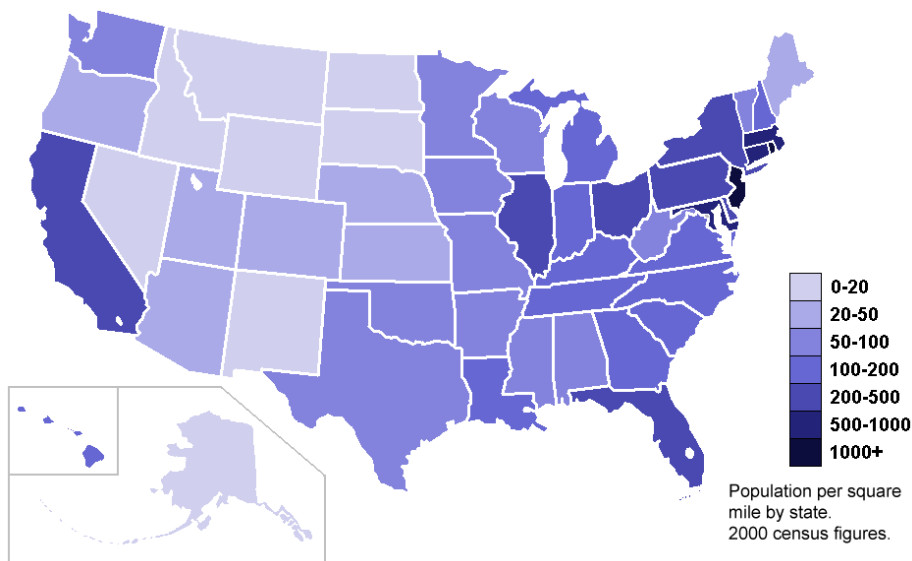 0-20
20-50
50-100
100-200
200-500
500-1000
1000+
Population per square
mile by state.
2000 census figures.